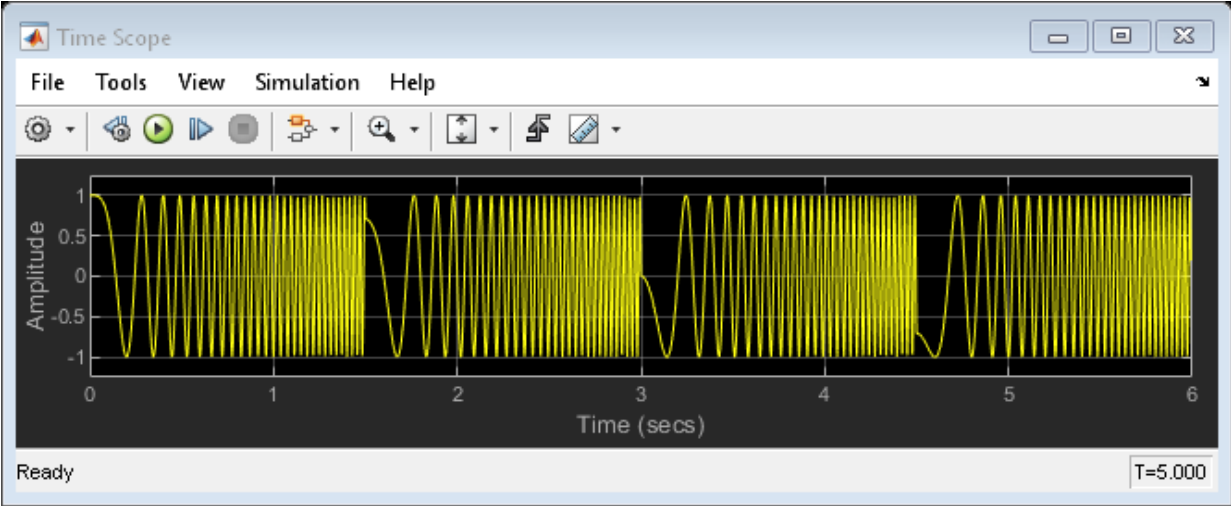 Time Scope
File Tools View Simulation Help
1
0.5
0
-0.5
-1
Amplitude
0 1 2 3 4 5 6
Time (secs)
Ready T=5.000